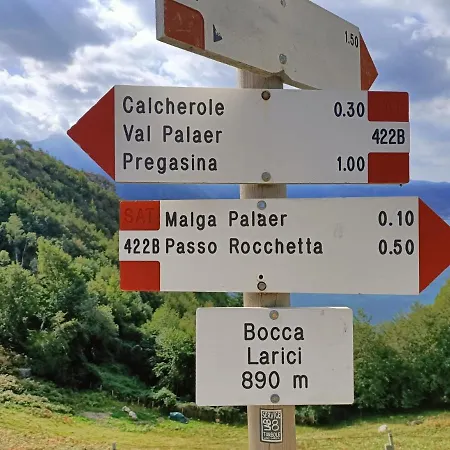 1.50
Calcherole 0.30
Val Palaer 422B
Pregasina 1.00
SAT Malga Palaer 0.10
422B Passo Rocchetta 0.50
Bocca
Larici
890 m